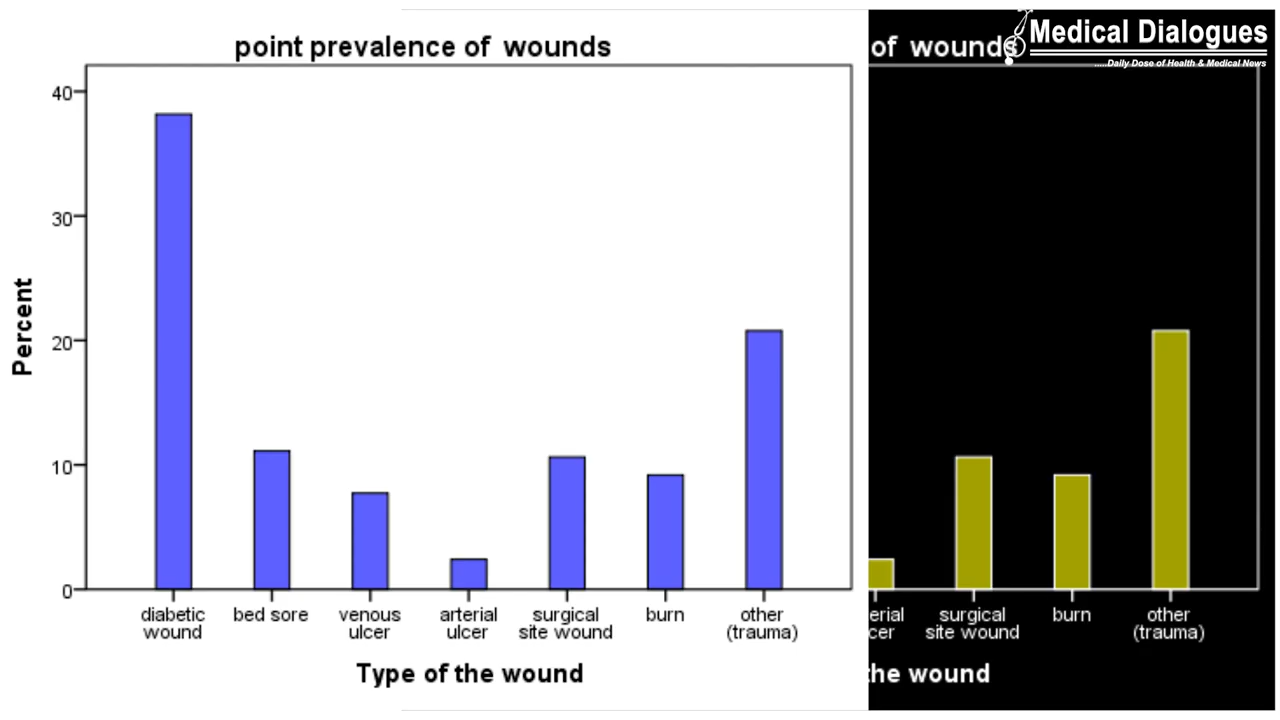 point prevalence of wounds
of wounds
Medical Dialogues
.....Daily Dose of Health & Medical News
40
30
20
10
0
Percent
diabetic wound
bed sore
venous ulcer
arterial ulcer
surgical site wound
burn
other (trauma)
Type of the wound
erial
cer
surgical site wound
burn
other (trauma)
the wound